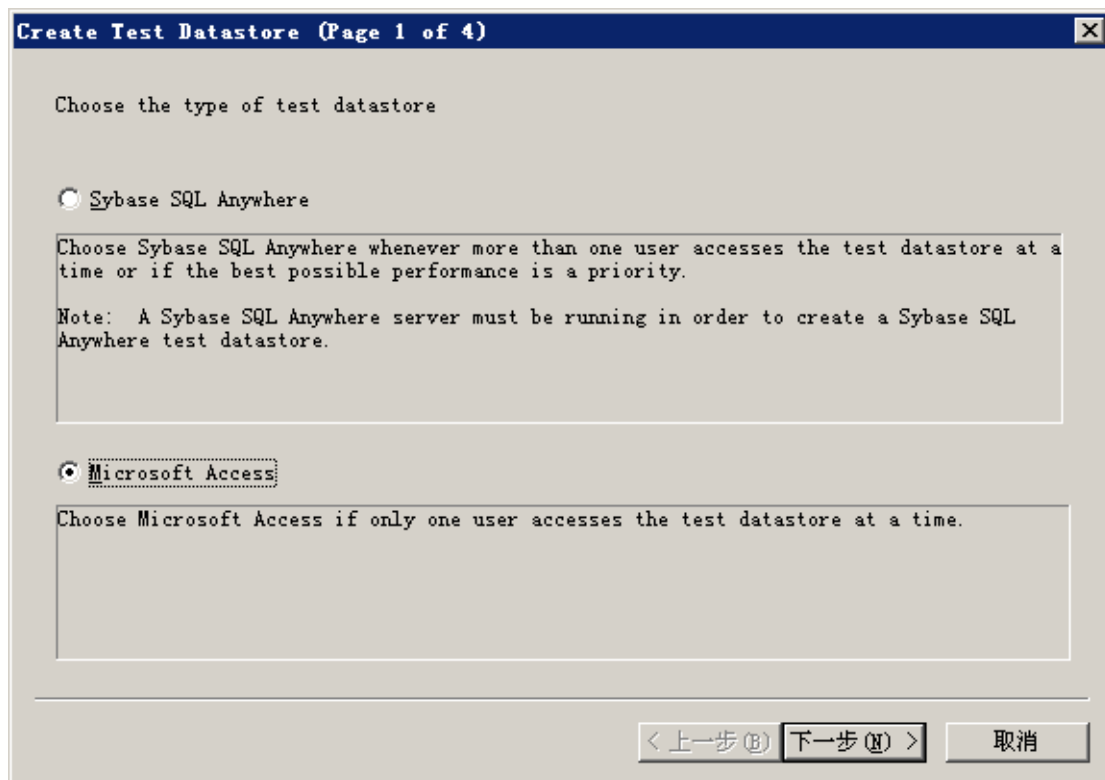 Create Test Datastore (Page 1 of 4)
Choose the type of test datastore
Sybase SQL Anywhere
Choose Sybase SQL Anywhere whenever more than one user accesses the test datastore at a
time or if the best possible performance is a priority.
Note:  A Sybase SQL Anywhere server must be running in order to create a Sybase SQL
Anywhere test datastore.
Microsoft Access
Choose Microsoft Access if only one user accesses the test datastore at a time.
< 上一步(B) 下一步(N) > 取消